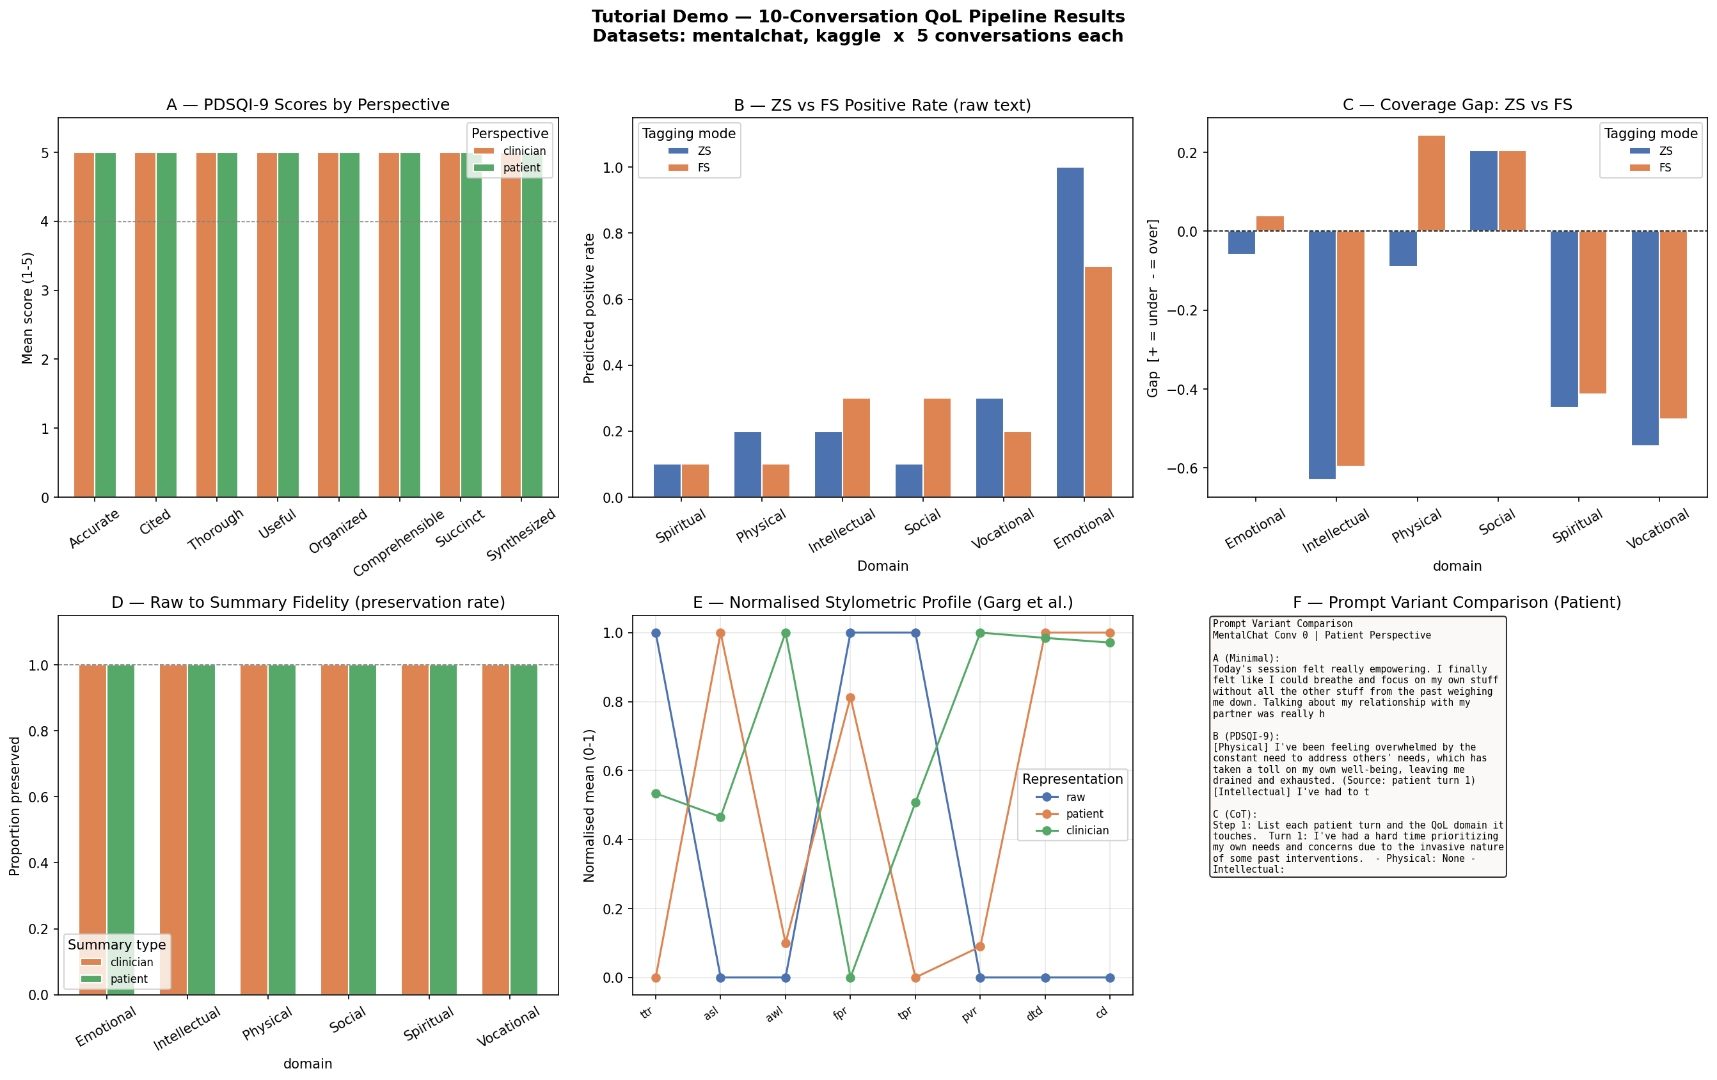 Tutorial Demo — 10-Conversation QoL Pipeline Results
Datasets: mentalchat, kaggle  x  5 conversations each
A — PDSQI-9 Scores by Perspective
Mean score (1-5)
5
4
3
2
1
0
Perspective
clinician
patient
Accurate
Cited
Thorough
Useful
Organized
Comprehensible
Succinct
Synthesized
B — ZS vs FS Positive Rate (raw text)
Predicted positive rate
1.0
0.8
0.6
0.4
0.2
0.0
Tagging mode
ZS
FS
Spiritual
Physical
Intellectual
Social
Vocational
Emotional
Domain
C — Coverage Gap: ZS vs FS
Gap  [+ = under  - = over]
0.2
0.0
−0.2
−0.4
−0.6
Tagging mode
ZS
FS
Emotional
Intellectual
Physical
Social
Spiritual
Vocational
domain
D — Raw to Summary Fidelity (preservation rate)
Proportion preserved
1.0
0.8
0.6
0.4
0.2
0.0
Summary type
clinician
patient
Emotional
Intellectual
Physical
Social
Spiritual
Vocational
domain
E — Normalised Stylometric Profile (Garg et al.)
Normalised mean (0-1)
1.0
0.8
0.6
0.4
0.2
0.0
Representation
raw
patient
clinician
ttr
asl
awl
fpr
tpr
pvr
dtd
cd
F — Prompt Variant Comparison (Patient)
Prompt Variant Comparison
MentalChat Conv 0 | Patient Perspective
A (Minimal):
Today's session felt really empowering. I finally
felt like I could breathe and focus on my own stuff
without all the other stuff from the past weighing
me down. Talking about my relationship with my
partner was really h
B (PDSQI-9):
[Physical] I've been feeling overwhelmed by the
constant need to address others' needs, which has
taken a toll on my own well-being, leaving me
drained and exhausted. (Source: patient turn 1)
[Intellectual] I've had to t
C (CoT):
Step 1: List each patient turn and the QoL domain it
touches.  Turn 1: I've had a hard time prioritizing
my own needs and concerns due to the invasive nature
of some past interventions.  - Physical: None -
Intellectual: